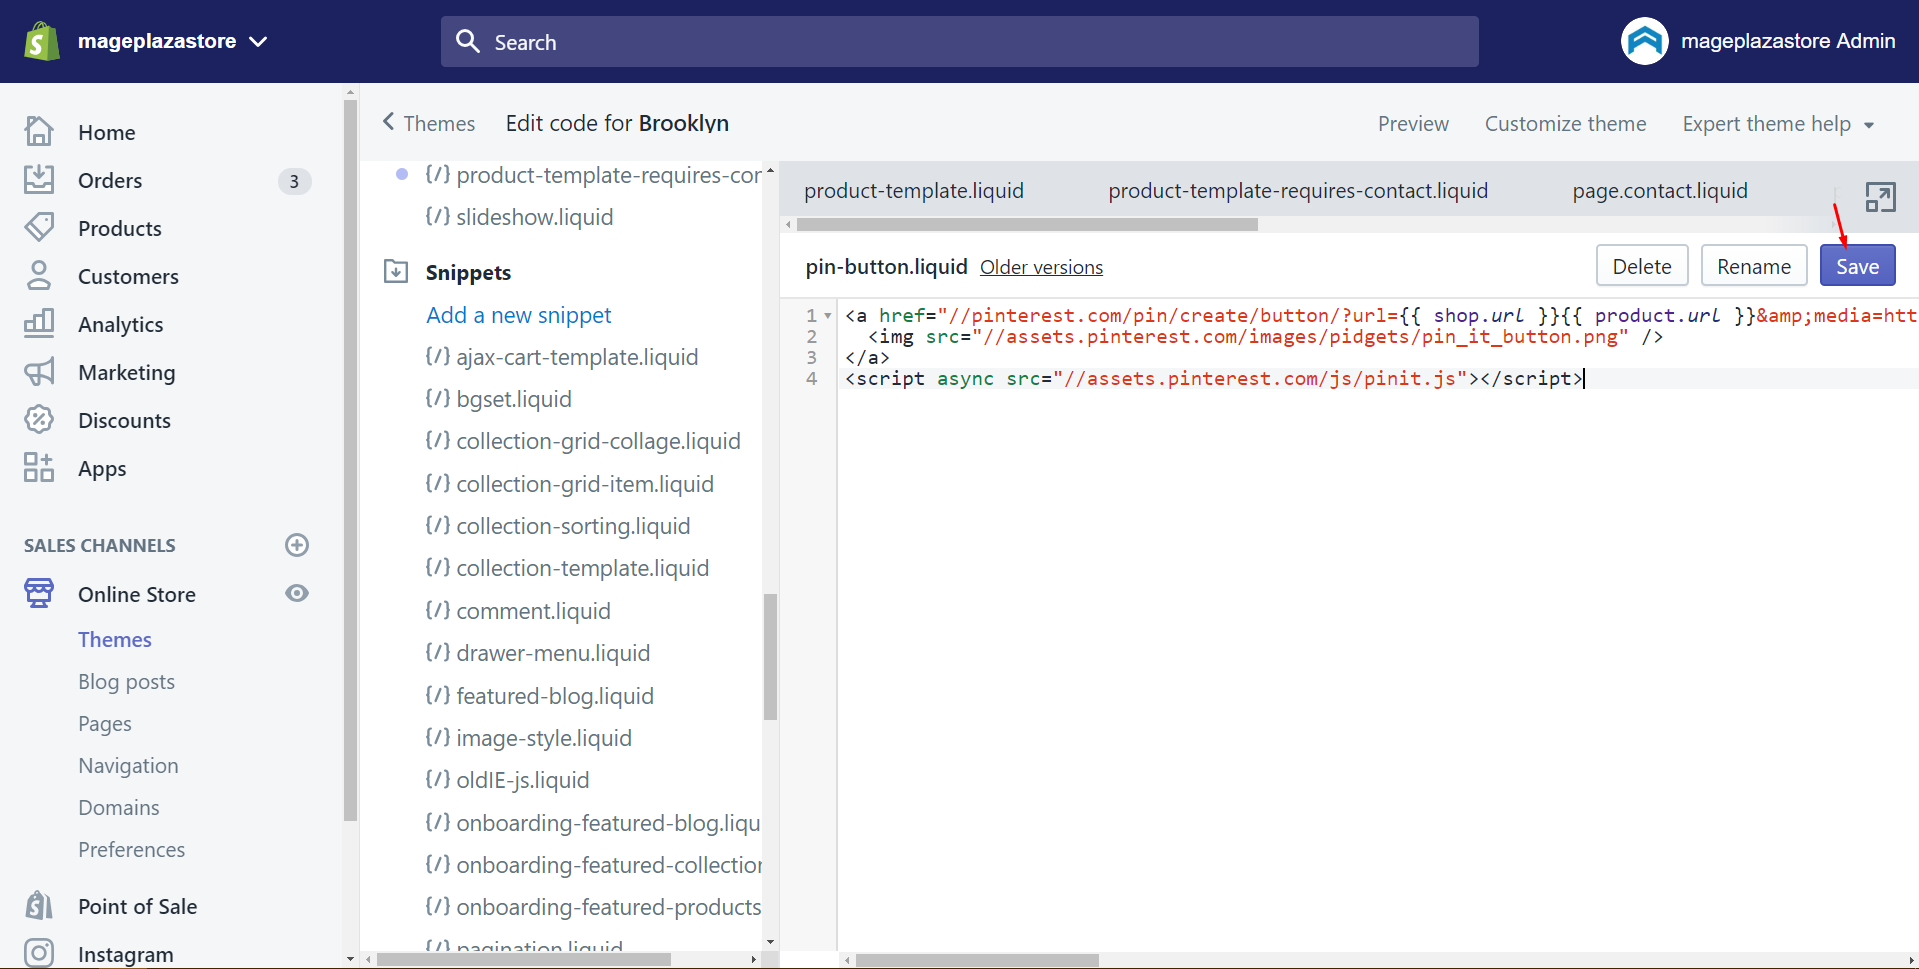 mageplazastore
Search
mageplazastore Admin
Home
Orders 3
Products
Customers
Analytics
Marketing
Discounts
Apps
SALES CHANNELS
Online Store
Themes
Blog posts
Pages
Navigation
Domains
Preferences
Point of Sale
Instagram
Themes
Edit code for Brooklyn
Preview
Customize theme
Expert theme help
{/} product-template-requires-cor
{/} slideshow.liquid
Snippets
Add a new snippet
{/} ajax-cart-template.liquid
{/} bgset.liquid
{/} collection-grid-collage.liquid
{/} collection-grid-item.liquid
{/} collection-sorting.liquid
{/} collection-template.liquid
{/} comment.liquid
{/} drawer-menu.liquid
{/} featured-blog.liquid
{/} image-style.liquid
{/} oldIE-js.liquid
{/} onboarding-featured-blog.liqu
{/} onboarding-featured-collection
{/} onboarding-featured-products
{/} pagination.liquid
product-template.liquid
product-template-requires-contact.liquid
page.contact.liquid
pin-button.liquid Older versions
Delete
Rename
Save
1 <a href="//pinterest.com/pin/create/button/?url={{ shop.url }}{{ product.url }}&amp;media=htt
2 <img src="//assets.pinterest.com/images/pidgets/pin_it_button.png" />
3 </a>
4 <script async src="//assets.pinterest.com/js/pinit.js"></script>